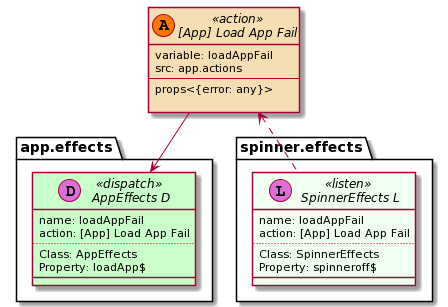 A
«action»
[App] Load App Fail
variable: loadAppFail
src: app.actions
props<{error: any}>
app.effects
D
«dispatch»
AppEffects D
name: loadAppFail
action: [App] Load App Fail
Class: AppEffects
Property: loadApp$
spinner.effects
L
«listen»
SpinnerEffects L
name: loadAppFail
action: [App] Load App Fail
Class: SpinnerEffects
Property: spinneroff$